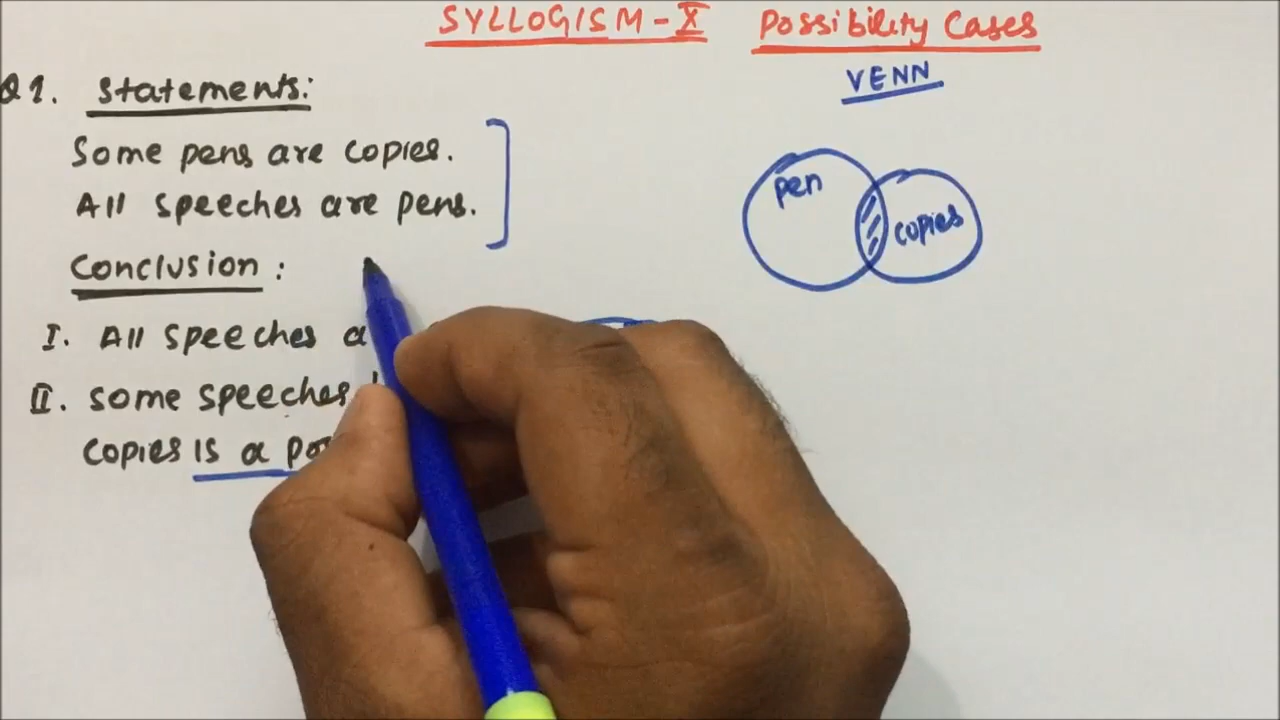 SYLLOGISM - X Possibility Cases
VENN
Q1. Statements:
Some pens are copies.
All speeches are pens.
Conclusion:
I. All speeches
II. Some speeches
copies is a
pen
copies